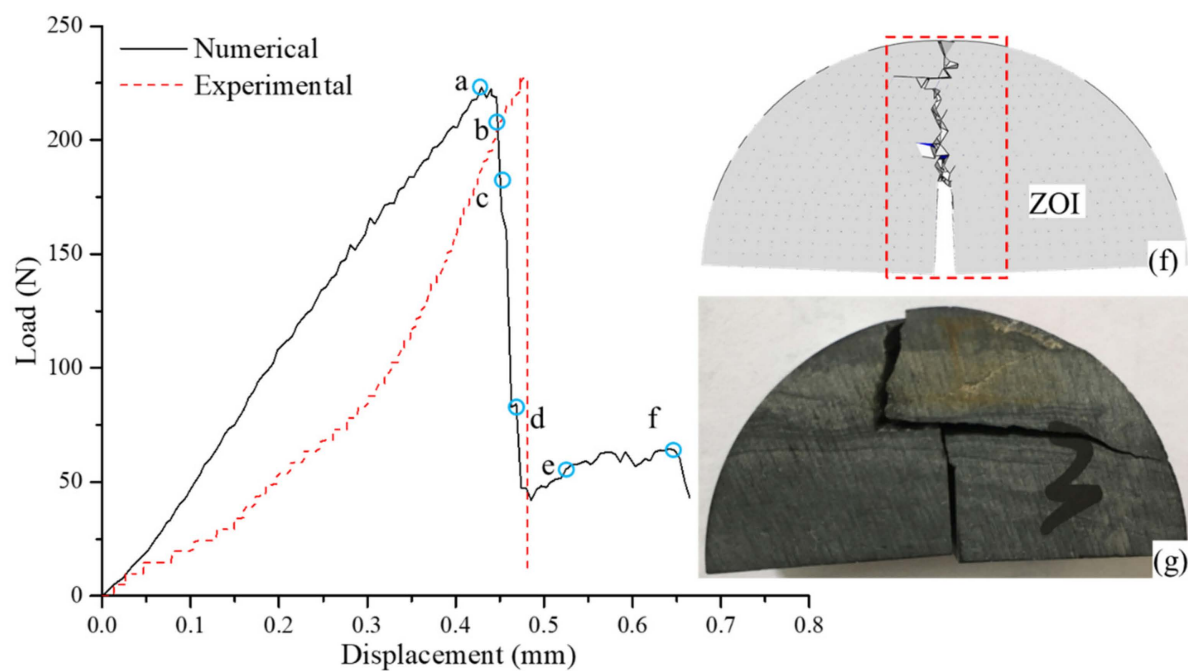 250
200
150
100
50
0
Load (N)
0.0 0.1 0.2 0.3 0.4 0.5 0.6 0.7 0.8
Displacement (mm)
Numerical
Experimental
a
b
c
d
e
f
ZOI
(f)
3
(g)